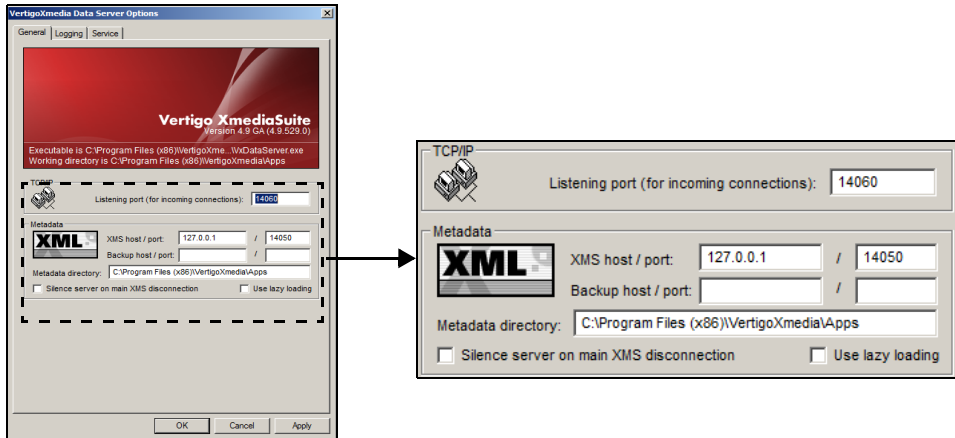 VertigoXmedia Data Server Options
General Logging Service
Vertigo XmediaSuite
Version 4.9 GA (4.9.529.0)
Executable is C:\Program Files (x86)\VertigoXme...\VxDataServer.exe
Working directory is C:\Program Files (x86)\VertigoXmedia\Apps
TCP/IP
Listening port (for incoming connections): 14060
Metadata
XML
XMS host / port: 127.0.0.1 / 14050
Backup host / port: /
Metadata directory: C:\Program Files (x86)\VertigoXmedia\Apps
Silence server on main XMS disconnection Use lazy loading
OK Cancel Apply
TCP/IP
Listening port (for incoming connections): 14060
Metadata
XML
XMS host / port: 127.0.0.1 / 14050
Backup host / port: /
Metadata directory: C:\Program Files (x86)\VertigoXmedia\Apps
Silence server on main XMS disconnection Use lazy loading